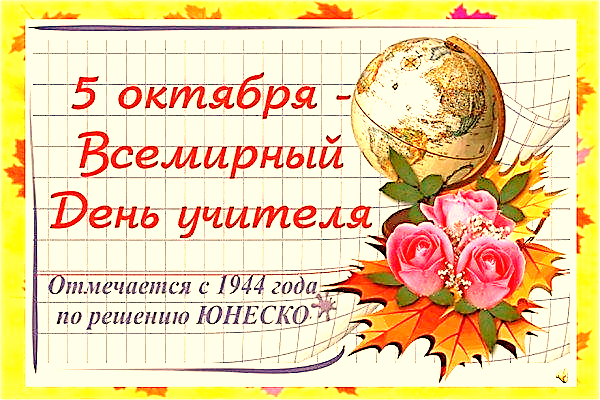 5 октября -
Всемирный
День учителя
Отмечается с 1944 года
по решению ЮНЕСКО